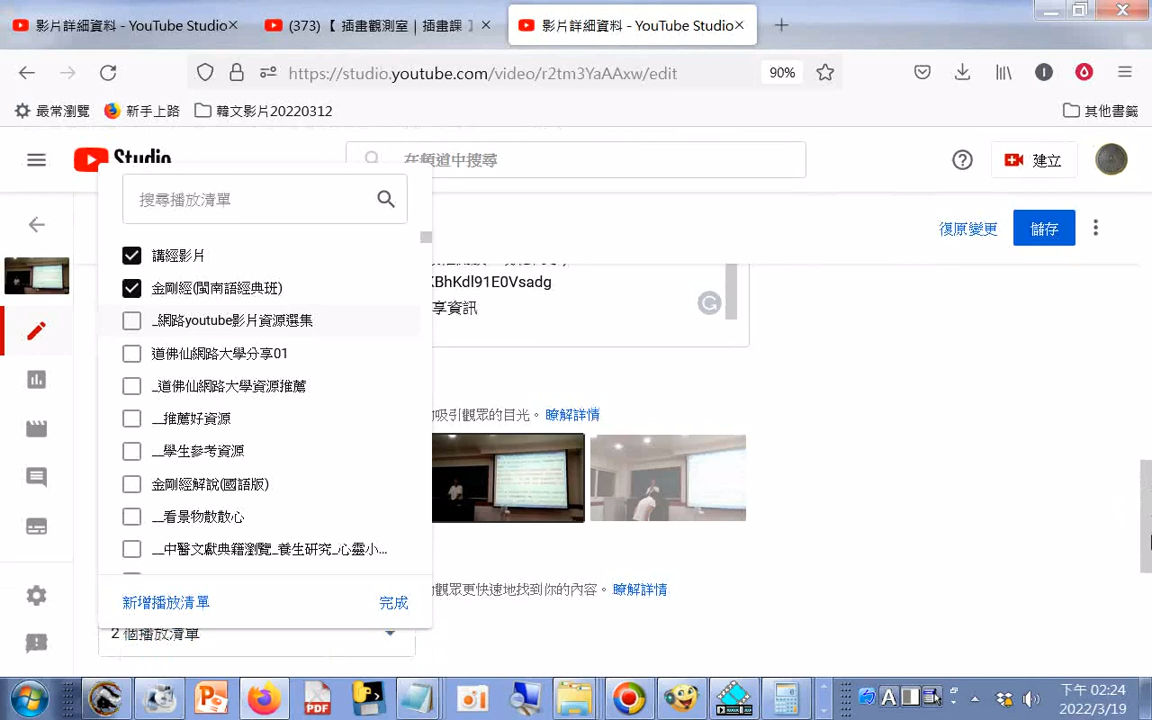 影片詳細資料 - YouTube Studio
(373)【 插畫觀測室｜插畫課 】
影片詳細資料 - YouTube Studio
https://studio.youtube.com/video/r2tm3YaAAxw/edit
90%
最常瀏覽
新手上路
韓文影片20220312
其他書籤
Studio
在頻道中搜尋
建立
搜尋播放清單
復原變更
儲存
講經影片
金剛經(閩南語經典班)
KBhKdl91E0Vsadg
_網路youtube影片資源選集
享資訊
道佛仙網路大學分享01
_道佛仙網路大學資源推薦
__推薦好資源
吸引觀眾的目光。 瞭解詳情
__學生參考資源
金剛經解說(國語版)
__看景物散散心
__中醫文獻典籍瀏覽_養生研究_心靈小...
觀眾更快速地找到你的內容。 瞭解詳情
新增播放清單
完成
2 個播放清單
下午 02:24
2022/3/19